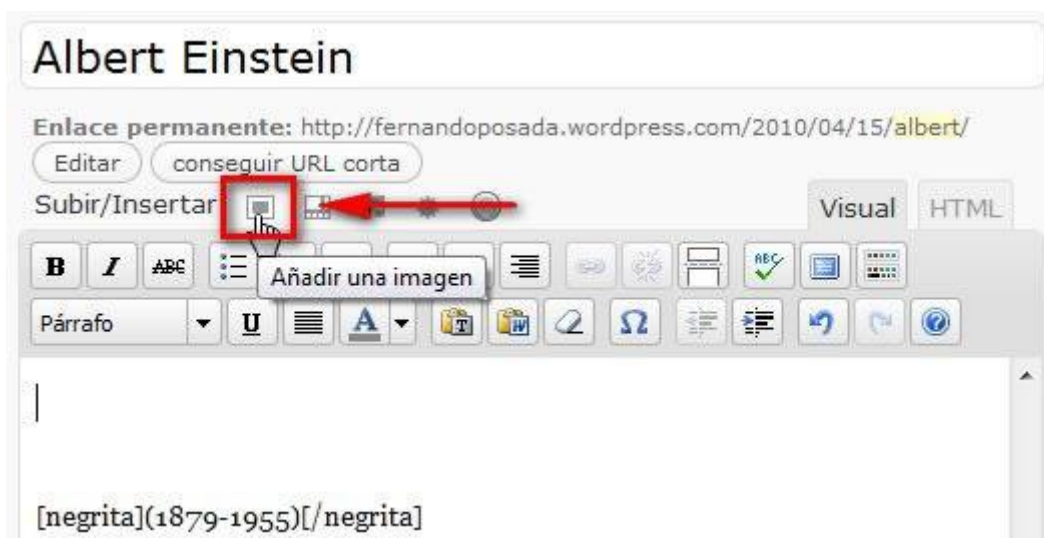 Albert Einstein
Enlace permanente: http://fernandoposada.wordpress.com/2010/04/15/albert/
Editar conseguir URL corta
Subir/Insertar Visual HTML
B I ABC ABC
Añadir una imagen
Párrafo U A T W Ω ?
[negrita](1879-1955)[/negrita]